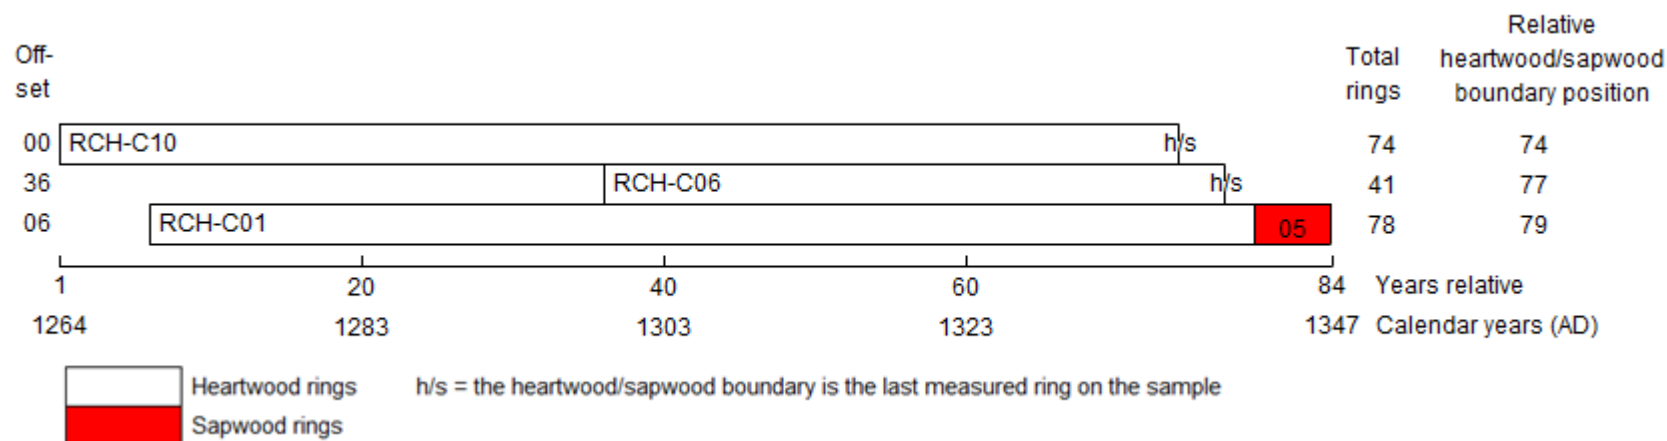 Off-
set
Total
rings
Relative
heartwood/sapwood
boundary position
00 RCH-C10 h/s 74 74
36 RCH-C06 h/s 41 77
06 RCH-C01 05 78 79
1 20 40 60 84 Years relative
1264 1283 1303 1323 1347 Calendar years (AD)
Heartwood rings h/s = the heartwood/sapwood boundary is the last measured ring on the sample
Sapwood rings